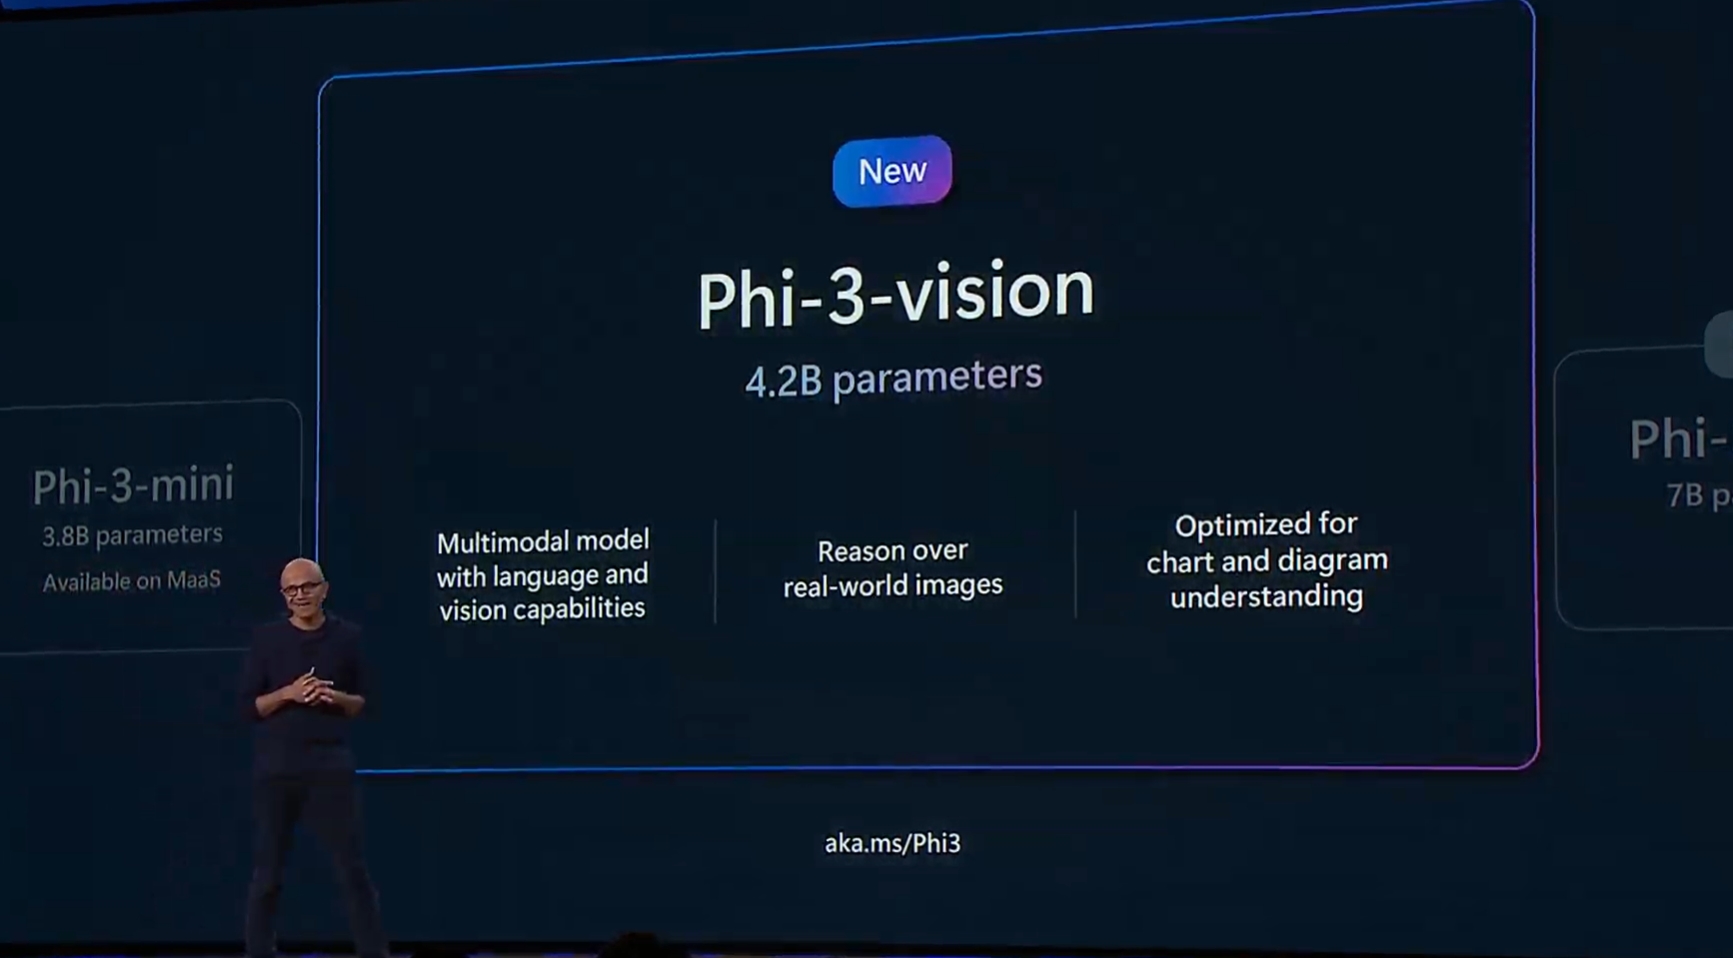 New
Phi-3-vision
4.2B parameters
Multimodal model
with language and
vision capabilities
Reason over
real-world images
Optimized for
chart and diagram
understanding
aka.ms/Phi3
Phi-3-mini
3.8B parameters
Available on MaaS
Phi-
7B